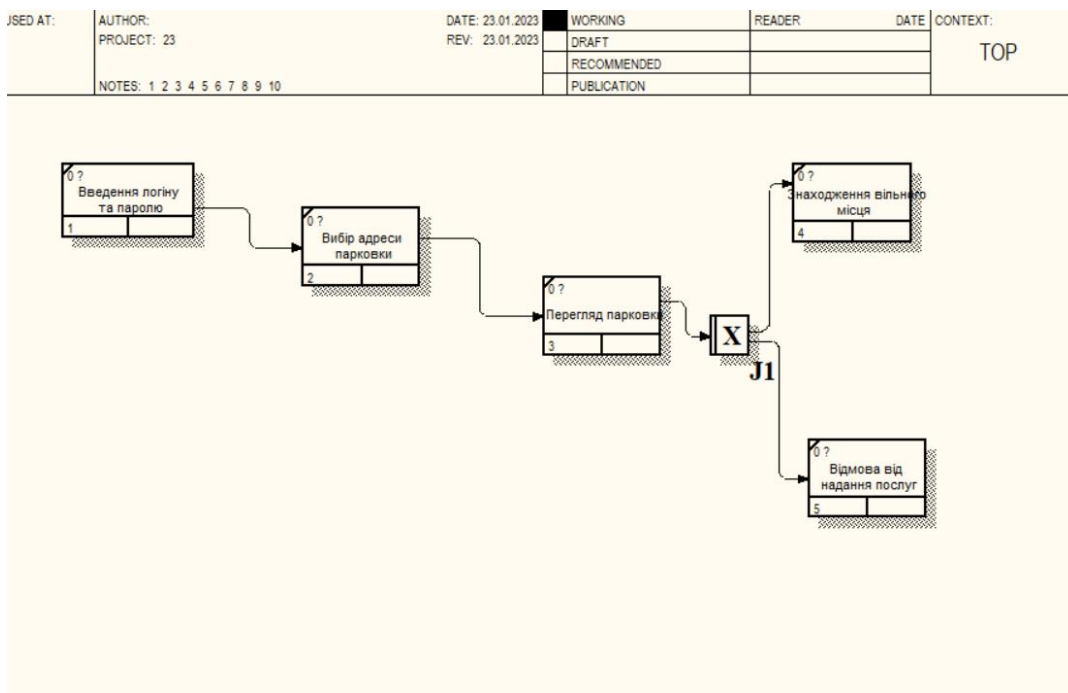 USED AT:
AUTHOR:
DATE: 23.01.2023
PROJECT: 23
REV: 23.01.2023
NOTES: 1 2 3 4 5 6 7 8 9 10
WORKING
DRAFT
RECOMMENDED
PUBLICATION
READER
DATE
CONTEXT:
TOP
0 ?
Введення логіну
та паролю
1
0 ?
Вибір адреси
парковки
2
0 ?
Перегляд парковки
3
X
J1
0 ?
Знаходження вільного
місця
4
0 ?
Відмова від
надання послуг
5